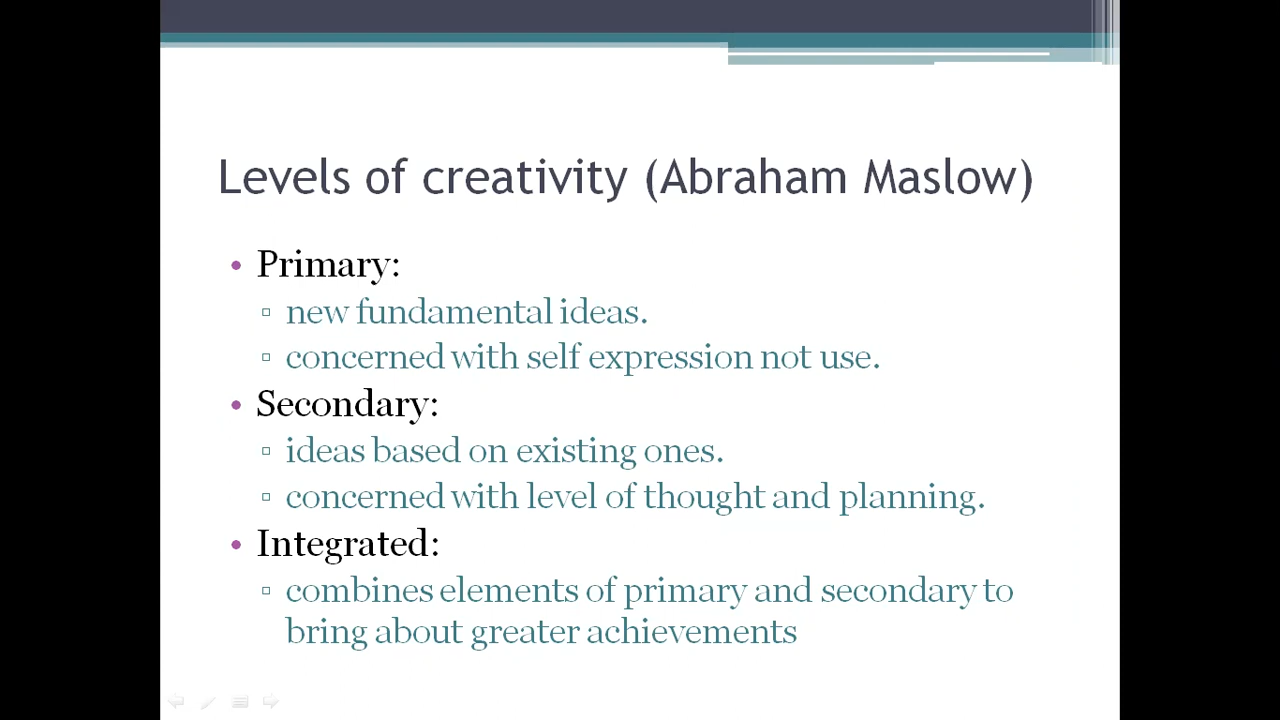 Levels of creativity (Abraham Maslow)
• Primary:
▫ new fundamental ideas.
▫ concerned with self expression not use.
• Secondary:
▫ ideas based on existing ones.
▫ concerned with level of thought and planning.
• Integrated:
▫ combines elements of primary and secondary to
bring about greater achievements